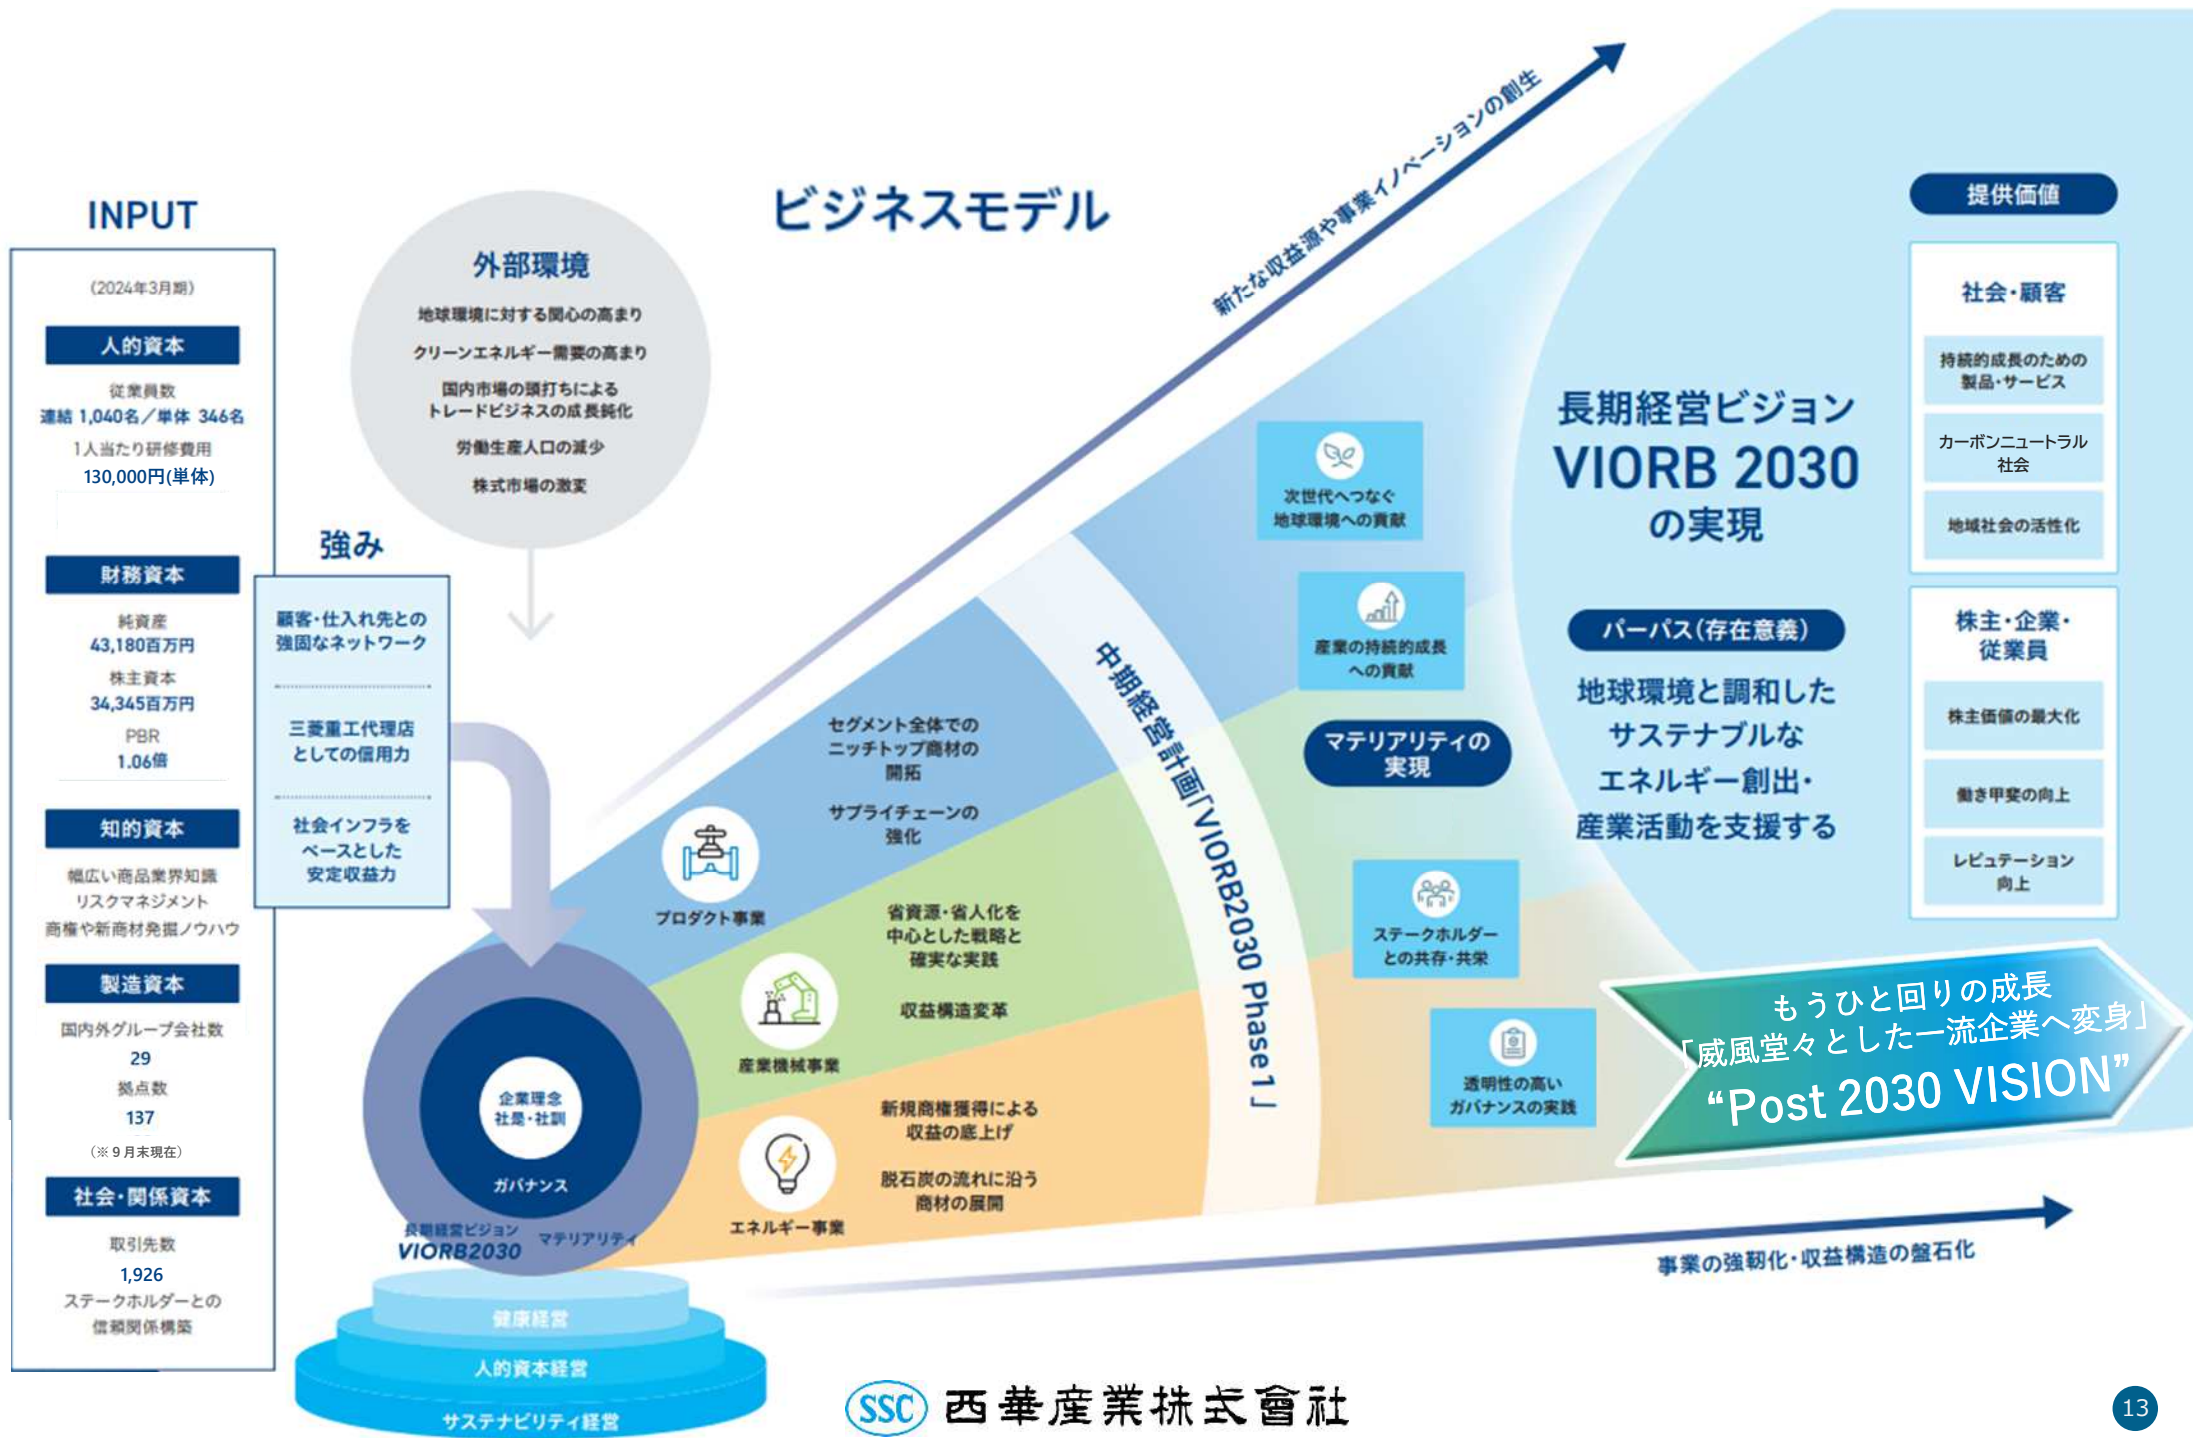 ビジネスモデル
INPUT
(2024年3月期)
人的資本
従業員数
連結 1,040名／単体 346名
1人当たり研修費用
130,000円(単体)
財務資本
純資産
43,180百万円
株主資本
34,345百万円
PBR
1.06倍
知的資本
幅広い商品業界知識
リスクマネジメント
商権や新商材発掘ノウハウ
製造資本
国内外グループ会社数
29
拠点数
137
(※９月末現在)
社会・関係資本
取引先数
1,926
ステークホルダーとの
信頼関係構築
強み
顧客・仕入れ先との
強固なネットワーク
三菱重工代理店
としての信用力
社会インフラを
ベースとした
安定収益力
外部環境
地球環境に対する関心の高まり
クリーンエネルギー需要の高まり
国内市場の頭打ちによる
トレードビジネスの成長鈍化
労働生産人口の減少
株式市場の激変
企業理念
社是・社訓
ガバナンス
長期経営ビジョン
VIORB2030
マテリアリティ
健康経営
人的資本経営
サステナビリティ経営
プロダクト事業
セグメント全体での
ニッチトップ商材の
開拓
サプライチェーンの
強化
産業機械事業
省資源・省人化を
中心とした戦略と
確実な実践
収益構造変革
エネルギー事業
新規商権獲得による
収益の底上げ
脱石炭の流れに沿う
商材の展開
中期経営計画「VIORB2030 Phase1」
新たな収益源や事業イノベーションの創生
事業の強靭化・収益構造の盤石化
次世代へつなぐ
地球環境への貢献
産業の持続的成長
への貢献
マテリアリティの
実現
ステークホルダー
との共存・共栄
透明性の高い
ガバナンスの実践
長期経営ビジョン
VIORB 2030
の実現
パーパス(存在意義)
地球環境と調和した
サステナブルな
エネルギー創出・
産業活動を支援する
提供価値
社会・顧客
持続的成長のための
製品・サービス
カーボンニュートラル
社会
地域社会の活性化
株主・企業・
従業員
株主価値の最大化
働き甲斐の向上
レピュテーション
向上
もうひと回りの成長
「威風堂々とした一流企業へ変身」
“Post 2030 VISION”
SSC 西華産業株式會社
13